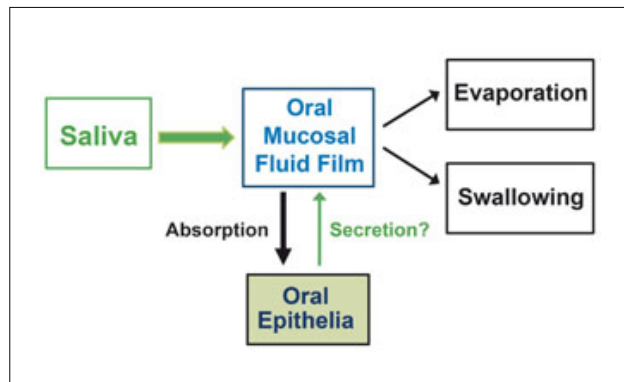 Saliva
Oral
Mucosal
Fluid Film
Evaporation
Swallowing
Absorption
Secretion?
Oral
Epithelia